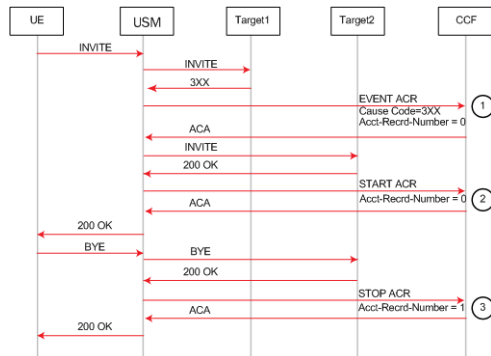 UE USM Target1 Target2 CCF
INVITE
INVITE
3XX
EVENT ACR
Cause Code=3XX
Acct-Recrd-Number = 0
1
ACA
INVITE
200 OK
START ACR
Acct-Recrd-Number = 0
2
ACA
200 OK
BYE
BYE
200 OK
STOP ACR
Acct-Recrd-Number = 1
3
ACA
200 OK